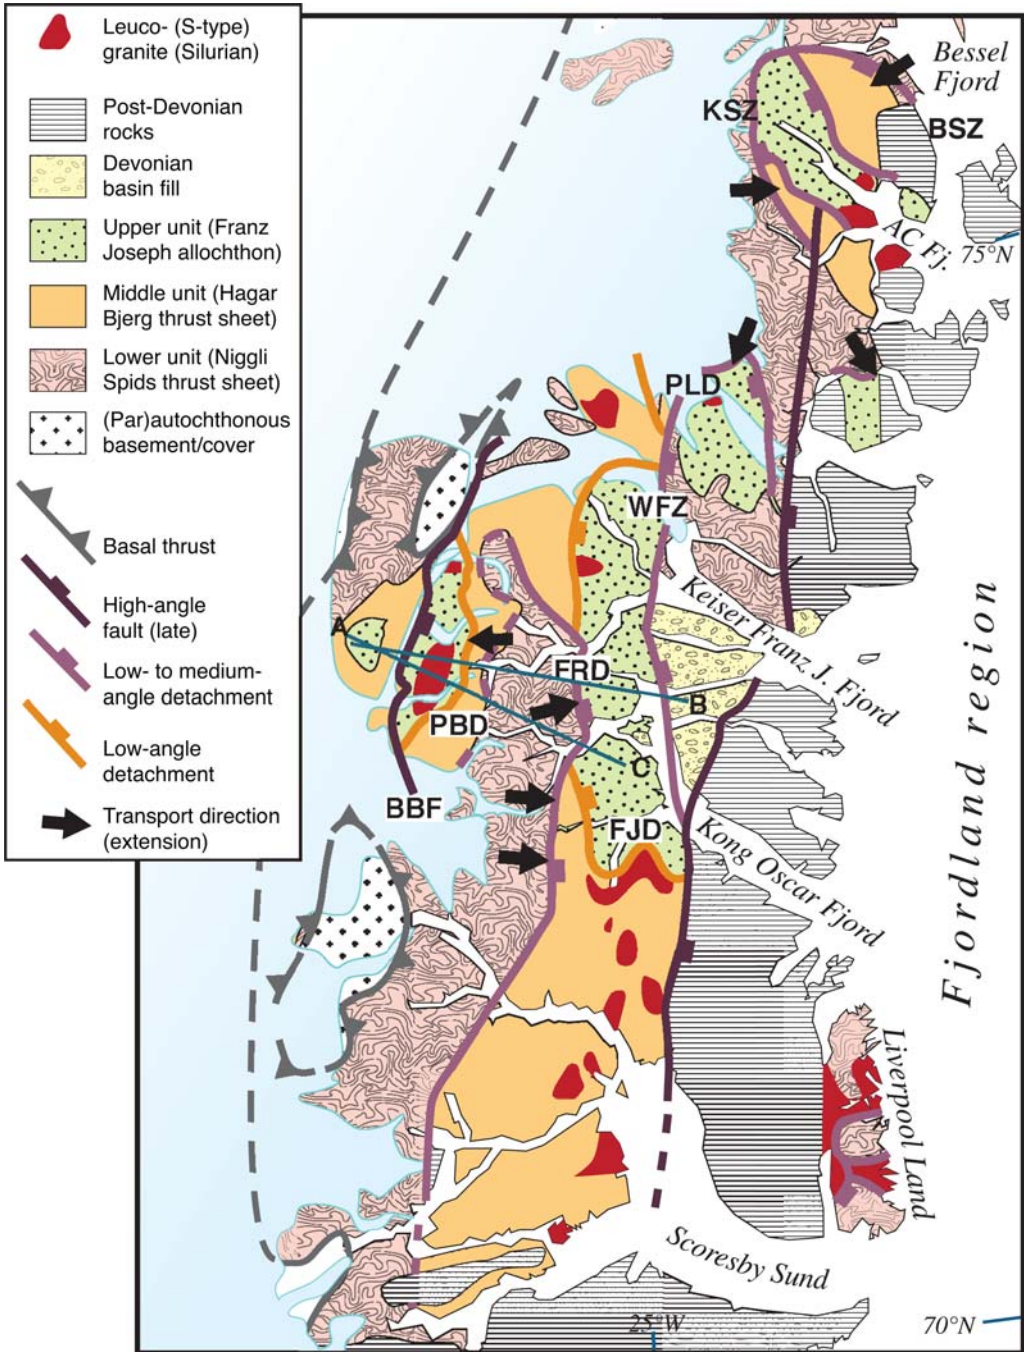 Leuco- (S-type)
granite (Silurian)
Post-Devonian
rocks
Devonian
basin fill
Upper unit (Franz
Joseph allochthon)
Middle unit (Hagar
Bjerg thrust sheet)
Lower unit (Niggli
Spids thrust sheet)
(Par)autochthonous
basement/cover
Basal thrust
High-angle
fault (late)
Low- to medium-
angle detachment
Low-angle
detachment
Transport direction
(extension)
Bessel
Fjord
KSZ
BSZ
AC Fj.
75°N
PLD
WFZ
Keiser Franz. J. Fjord
A
FRD
B
PBD
C
BBF
FJD
Kong Oscar Fjord
Fjordland region
Liverpool Land
Scoresby Sund
25°W
70°N